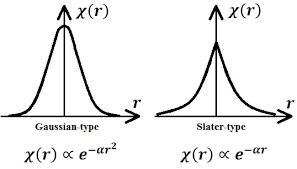 χ(r) χ(r)
r r
Gaussian-type Slater-type
χ(r) ∝ e^{-αr²} χ(r) ∝ e^{-αr}